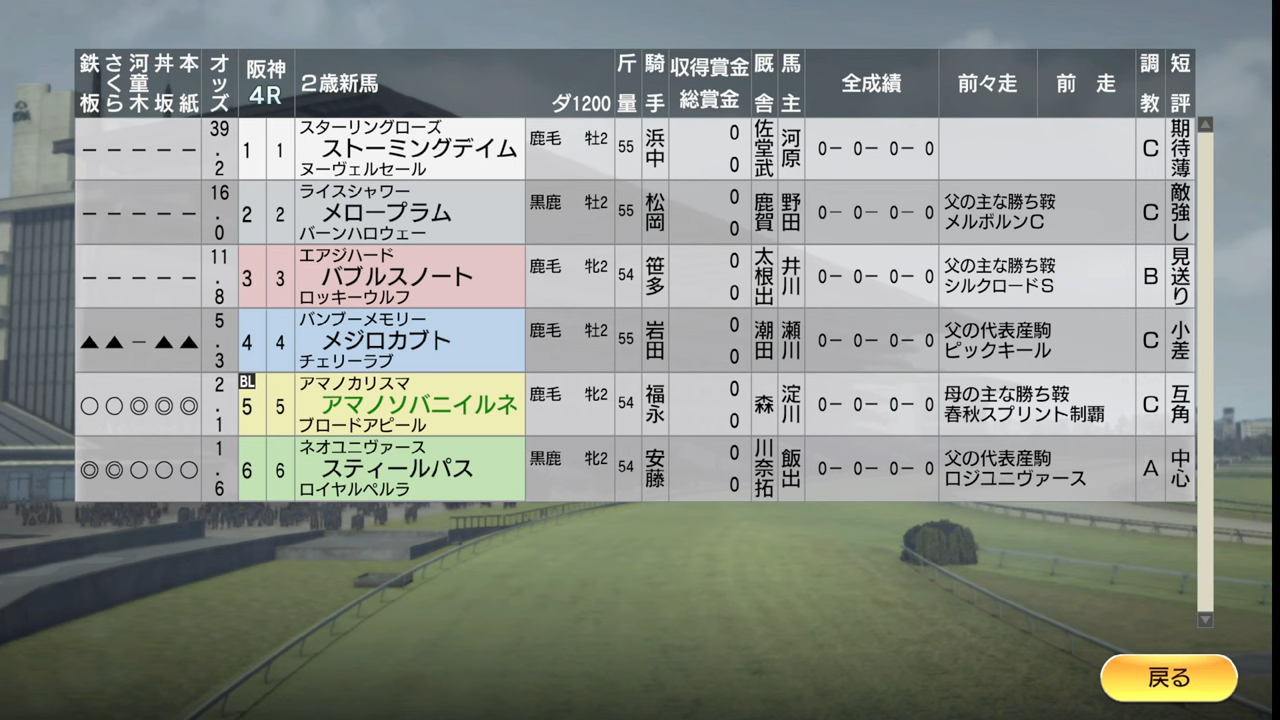 鉄板 さくら 河童木 井坂 本紙 オッズ 阪神 4R 2歳新馬 ダ1200 斤量 騎手 収得賞金 総賞金 厩舎 馬主 全成績 前々走 前 走 調教 短評
－ － － － － 39.2 1 1 スターリングローズ
ストーミングデイム
ヌーヴェルセール
鹿毛 牡2 55 浜中 0 0 佐堂武 河原 0－ 0－ 0－ 0 C 期待薄
－ － － － － 16.0 2 2 ライスシャワー
メロープラム
バーンハロウェー
黒鹿 牡2 55 松岡 0 0 鹿賀 野田 0－ 0－ 0－ 0 父の主な勝ち鞍
メルボルンC
C 敵強し
－ － － － － 11.8 3 3 エアジハード
バブルスノート
ロッキーウルフ
鹿毛 牝2 54 笹多 0 0 太根出 井川 0－ 0－ 0－ 0 父の主な勝ち鞍
シルクロードS
B 見送り
▲ ▲ － ▲ ▲ 5.3 4 4 バンブーメモリー
メジロカブト
チェリーラブ
鹿毛 牡2 55 岩田 0 0 潮田 瀬川 0－ 0－ 0－ 0 父の代表産駒
ピックキール
C 小差
○ ○ ◎ ◎ ◎ 2.1 BL 5 5 アマノカリスマ
アマノソバニイルネ
ブロードアピール
鹿毛 牝2 54 福永 0 0 森 淀川 0－ 0－ 0－ 0 母の主な勝ち鞍
春秋スプリント制覇
C 互角
◎ ◎ ○ ○ ○ 1.6 6 6 ネオユニヴァース
スティールパス
ロイヤルペルラ
黒鹿 牝2 54 安藤 0 0 川奈拓 飯出 0－ 0－ 0－ 0 父の代表産駒
ロジユニヴァース
A 中心
戻る